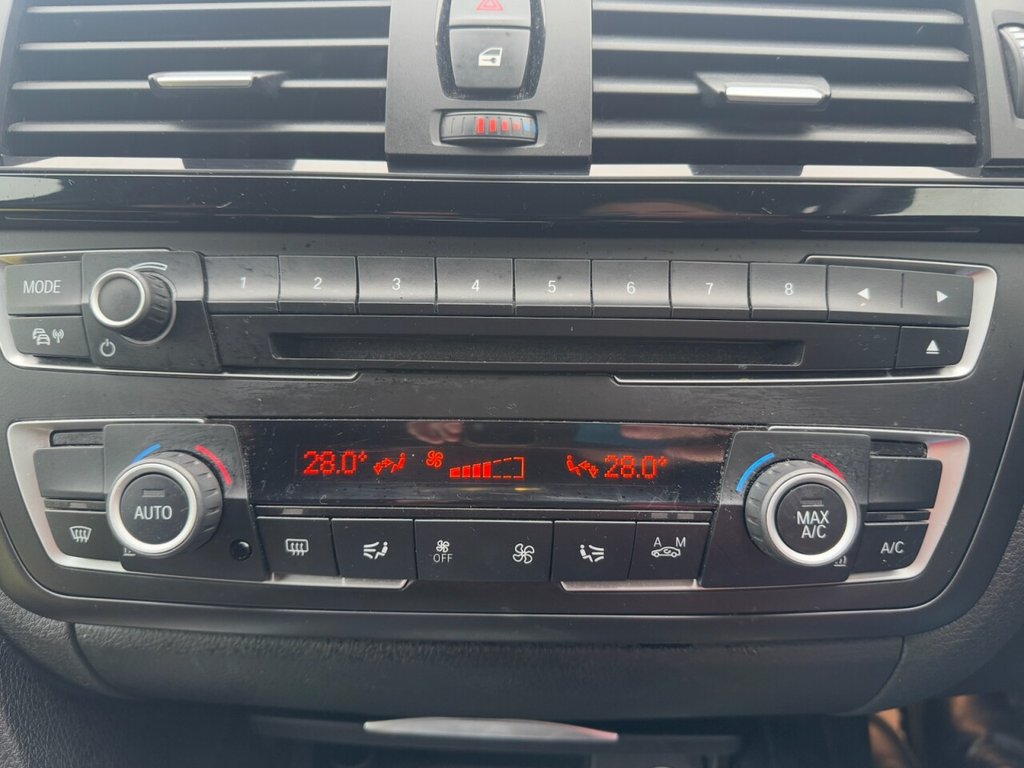 MODE 1 2 3 4 5 6 7 8
28.0° 28.0°
AUTO OFF A M MAX A/C A/C